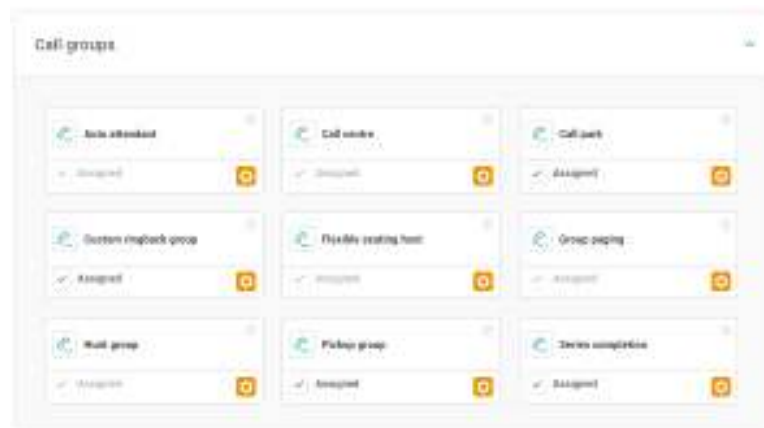 Call groups
Auto attendant
Call centre
Call park
Assigned
Assigned
Assigned
Custom ringback group
Flexible seating host
Group paging
Assigned
Assigned
Assigned
Hunt group
Pickup group
Series completion
Assigned
Assigned
Assigned